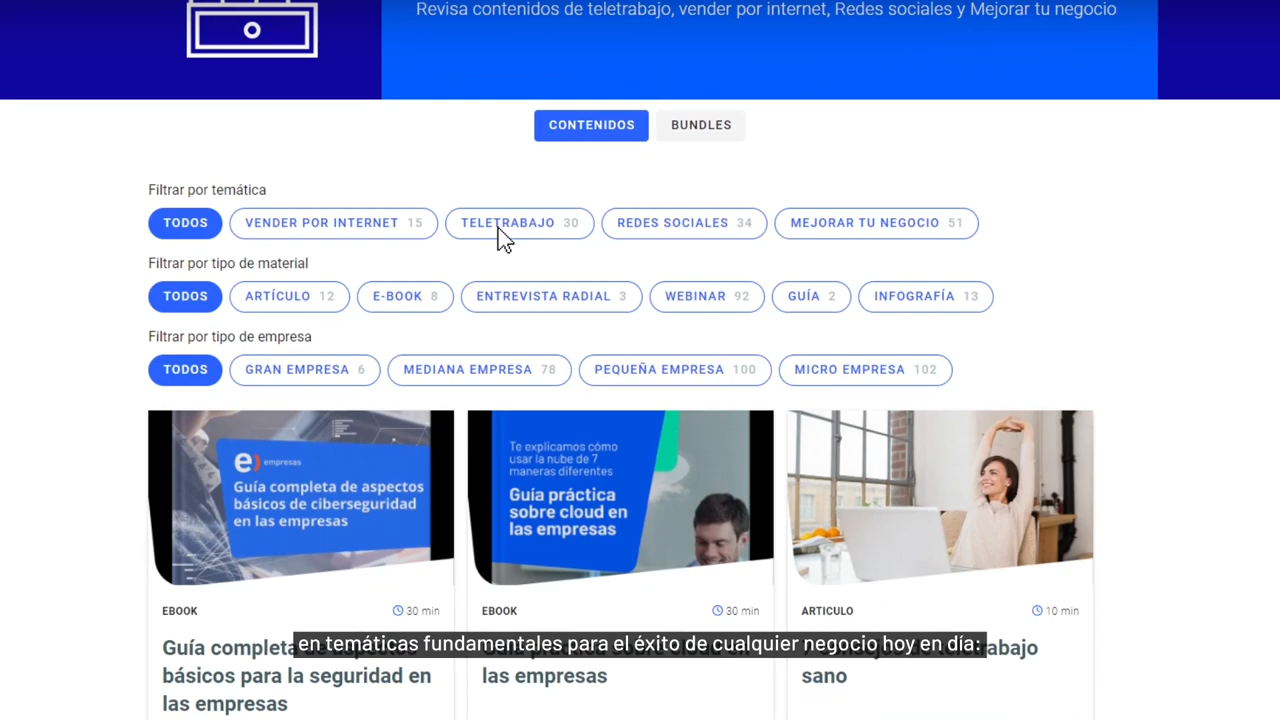 Revisa contenidos de teletrabajo, vender por internet, Redes sociales y Mejorar tu negocio
CONTENIDOS
BUNDLES
Filtrar por temática
TODOS
VENDER POR INTERNET 15
TELETRABAJO 30
REDES SOCIALES 34
MEJORAR TU NEGOCIO 51
Filtrar por tipo de material
TODOS
ARTÍCULO 12
E-BOOK 8
ENTREVISTA RADIAL 3
WEBINAR 92
GUÍA 2
INFOGRAFÍA 13
Filtrar por tipo de empresa
TODOS
GRAN EMPRESA 6
MEDIANA EMPRESA 78
PEQUEÑA EMPRESA 100
MICRO EMPRESA 102
e) empresas
Guía completa de aspectos
básicos de ciberseguridad
en las empresas
Te explicamos cómo
usar la nube de 7
maneras diferentes
Guía práctica
sobre cloud en
las empresas
EBOOK
30 min
Guía completa de aspectos
básicos para la seguridad en
las empresas
EBOOK
30 min
las empresas
ARTICULO
10 min
teletrabajo
sano
en temáticas fundamentales para el éxito de cualquier negocio hoy en día: